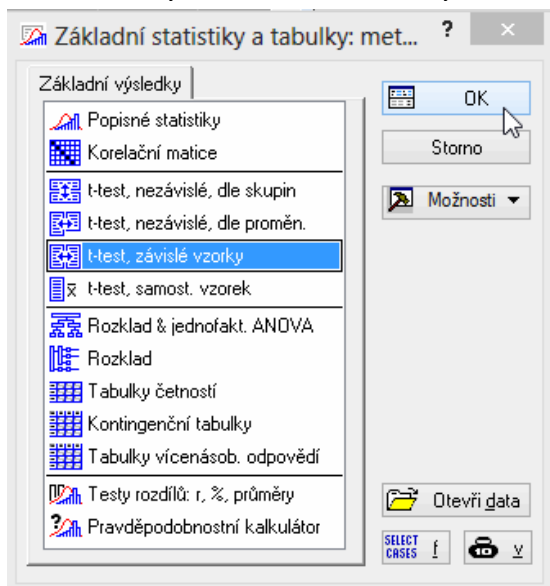 Základní statistiky a tabulky: met... ?
Základní výsledky
Popisné statistiky
Korelační matice
t-test, nezávislé, dle skupin
t-test, nezávislé, dle proměn.
t-test, závislé vzorky
t-test, samost. vzorek
Rozklad & jednofakt. ANOVA
Rozklad
Tabulky četností
Kontingenční tabulky
Tabulky vícenásob. odpovědí
Testy rozdílů: r, %, průměry
Pravděpodobnostní kalkulátor
OK
Storno
Možnosti
Otevři data
SELECT CASES f v